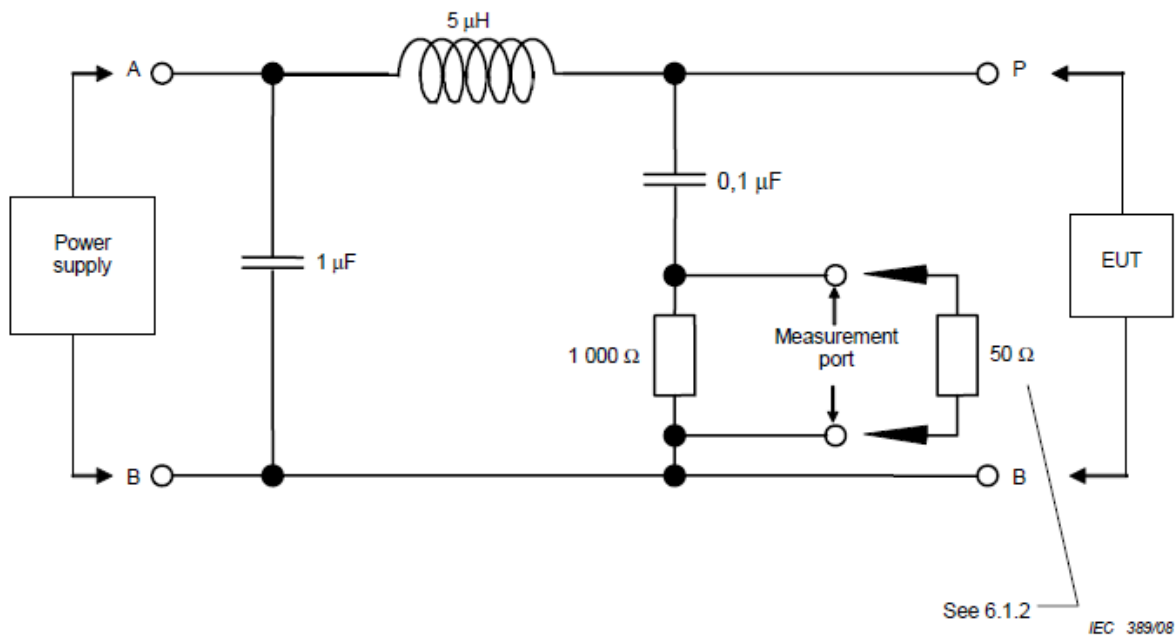 5 μH
A
P
0,1 μF
Power
supply
1 μF
EUT
Measurement
port
1 000 Ω
50 Ω
B
B
See 6.1.2
IEC 389/08